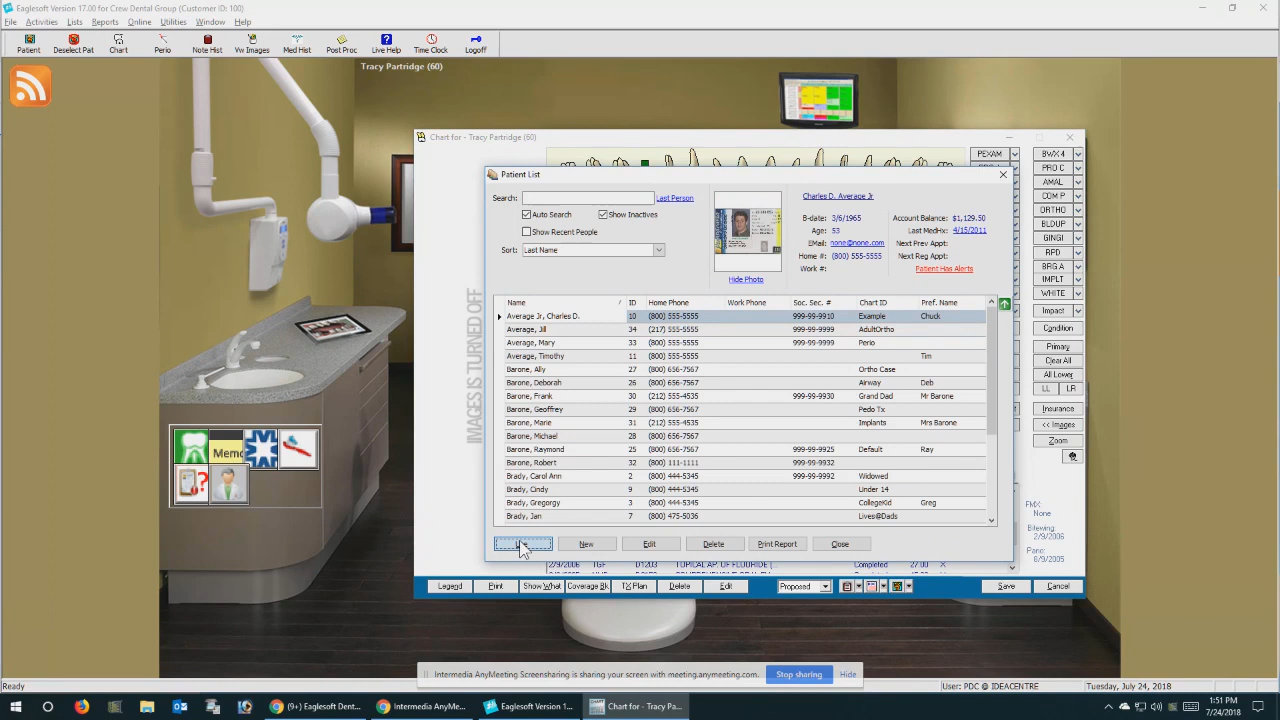 Eaglesoft Version 17.00 for Crew Dental Group (Customer ID: 100)
File Activities Lists Reports Online Utilities Window Help
Patient Deselect Pat Chart Perio Note Hist Vw Images Med Hist Post Proc Live Help Time Clock Logoff
Tracy Partridge (60)
Chart for - Tracy Partridge (60)
PEXAM BWX 4
PRO C
AMAL
COM P
ORTHO
BLDUP
GINGI
RPD
BRG A
IMPLT
WHITE
Impact
Condition
Primary
Clear All
All Lower
LL LR
Insurance
<< Images
Zoom
IMAGES IS TURNED OFF
Memo
Patient List
Search: Last Person
Auto Search Show Inactives
Show Recent People
Sort: Last Name
Hide Photo
Charles D. Average Jr
B-date: 3/6/1965 Account Balance: $1,129.50
Age: 53 Last MedHx: 4/15/2011
EMail: none@none.com Next Prev Appt:
Home #: (800) 555-5555 Next Reg Appt:
Work #: Patient Has Alerts
Name / ID Home Phone Work Phone Soc. Sec. # Chart ID Pref. Name
Average Jr, Charles D. 10 (800) 555-5555 999-99-9910 Example Chuck
Average, Jill 34 (217) 555-5555 999-99-9999 AdultOrtho
Average, Mary 33 (800) 555-5555 999-99-9999 Perio
Average, Timothy 11 (800) 555-5555 Tim
Barone, Ally 27 (800) 656-7567 Ortho Case
Barone, Deborah 26 (800) 656-7567 Airway Deb
Barone, Frank 30 (212) 555-4535 999-99-9930 Grand Dad Mr Barone
Barone, Geoffrey 29 (800) 656-7567 Pedo Tx
Barone, Marie 31 (212) 555-4535 Implants Mrs Barone
Barone, Michael 28 (800) 656-7567
Barone, Raymond 25 (800) 656-7567 999-99-9925 Default Ray
Barone, Robert 32 (800) 111-1111 999-99-9932
Brady, Carol Ann 2 (800) 444-5345 999-99-9992 Widowed
Brady, Cindy 9 (800) 444-5345 Under 14
Brady, Gregorgy 3 (800) 444-5345 CollegeKid Greg
Brady, Jan 7 (800) 475-5036 Lives@Dads
New Edit Delete Print Report Close
FMX:
None
Bitewing:
2/9/2006
Pano:
2/9/2006 TGF D1203 TOPICAL AP. OF FLUORIDE Completed 27.00 X
Legend Print Show What Coverage Bk TX Plan Delete Edit Proposed Save Cancel
Intermedia AnyMeeting Screensharing is sharing your screen with meeting.anymeeting.com. Stop sharing Hide
Ready User: PDC @ IDEACENTRE Tuesday, July 24, 2018
(9+) Eaglesoft Dent... Intermedia AnyMee... Eaglesoft Version 1... Chart for - Tracy Pa...
1:51 PM
7/24/2018